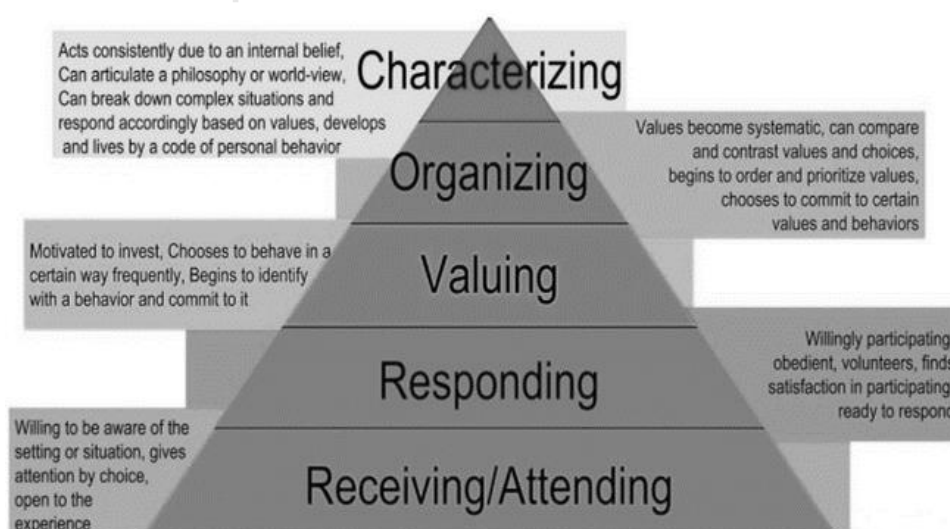 Acts consistently due to an internal belief,
Can articulate a philosophy or world-view,
Can break down complex situations and
respond accordingly based on values, develops
and lives by a code of personal behavior
Characterizing
Values become systematic, can compare
and contrast values and choices,
begins to order and prioritize values,
chooses to commit to certain
values and behaviors
Organizing
Motivated to invest, Chooses to behave in a
certain way frequently, Begins to identify
with a behavior and commit to it
Valuing
Willingly participating
obedient, volunteers, finds
satisfaction in participating
ready to respond
Responding
Willing to be aware of the
setting or situation, gives
attention by choice,
open to the
experience
Receiving/Attending